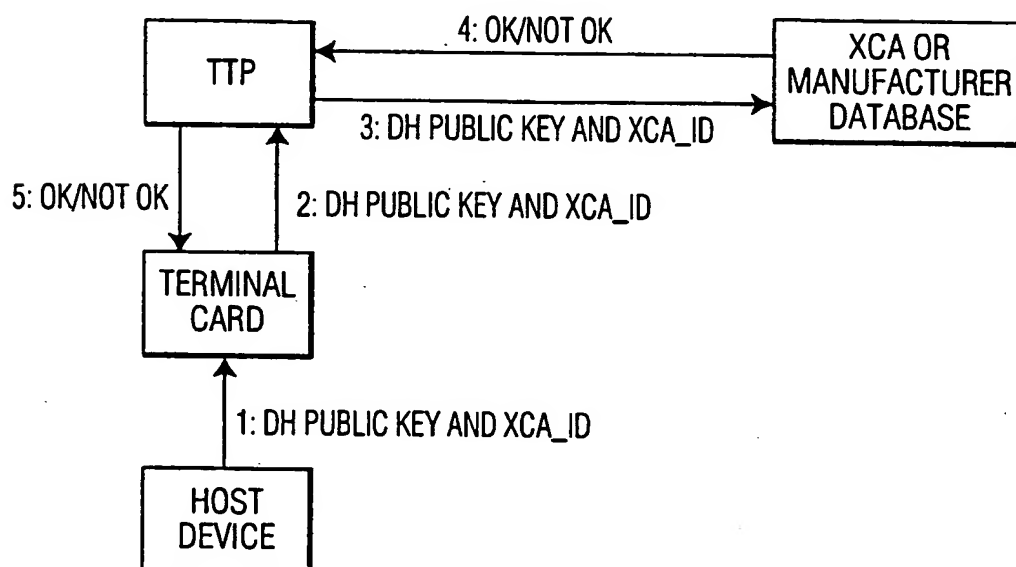 4: OK/NOT OK
TTP
XCA OR
MANUFACTURER
DATABASE
3: DH PUBLIC KEY AND XCA_ID
5: OK/NOT OK
2: DH PUBLIC KEY AND XCA_ID
TERMINAL
CARD
1: DH PUBLIC KEY AND XCA_ID
HOST
DEVICE